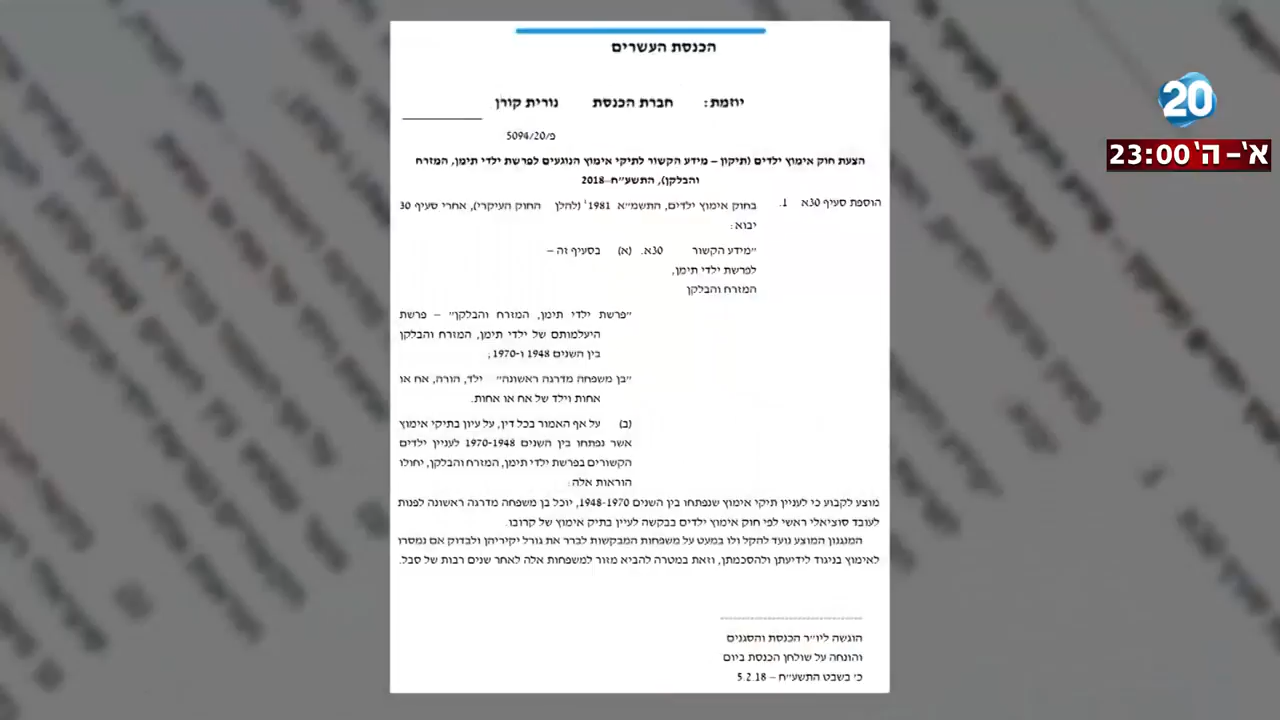 הכנסת העשרים
יוזמת: חברת הכנסת נורית קורן
פ/5094/20
הצעת חוק אימוץ ילדים (תיקון – מידע הקשור לתיקי אימוץ הנוגעים לפרשת ילדי תימן, המזרח
והבלקן), התשע"ח–2018
הוספת סעיף 30א 1. בחוק אימוץ ילדים, התשמ"א 1981¹ (להלן החוק העיקרי), אחרי סעיף 30
יבוא:
"מידע הקשור 30א. (א) בסעיף זה –
לפרשת ילדי תימן,
המזרח והבלקן
"פרשת ילדי תימן, המזרח והבלקן" – פרשת
היעלמותם של ילדי תימן, המזרח והבלקן
בין השנים 1948 ו-1970;
"בן משפחה מדרגה ראשונה" ילד, הורה, אח או
אחות וילד של אח או אחות.
(ב) על אף האמור בכל דין, על עיון בתיקי אימוץ
אשר נפתחו בין השנים 1970-1948 לעניין ילדים
הקשורים בפרשת ילדי תימן, המזרח והבלקן, יחולו
הוראות אלה:
מוצע לקבוע כי לעניין תיקי אימוץ שנפתחו בין השנים 1948-1970, יוכל בן משפחה מדרגה ראשונה לפנות
לעובד סוציאלי ראשי לפי חוק אימוץ ילדים בבקשה לעיין בתיק אימוץ של קרובו.
המנגנון המוצע נועד להקל ולו במעט על משפחות המבקשות לברר את גורל יקיריהן ולבדוק אם נמסרו
לאימוץ בניגוד לידיעתן ולהסכמתן, וזאת במטרה להביא מזור למשפחות אלה לאחר שנים רבות של סבל.
הוגשה ליו"ר הכנסת והסגנים
והונחה על שולחן הכנסת ביום
כ' בשבט התשע"ח – 5.2.18
20
א'-ה' 23:00